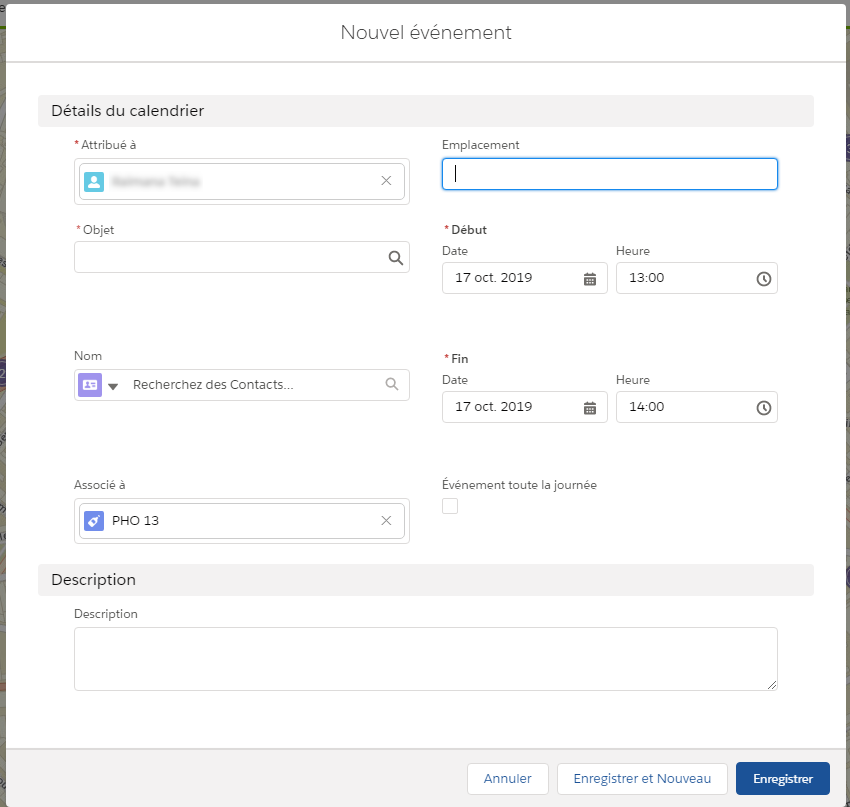 Nouvel événement
Détails du calendrier
* Attribué à
Emplacement
* Objet
* Début
Date
Heure
17 oct. 2019
13:00
Nom
Recherchez des Contacts...
* Fin
Date
Heure
17 oct. 2019
14:00
Associé à
PHO 13
Événement toute la journée
Description
Description
Annuler
Enregistrer et Nouveau
Enregistrer